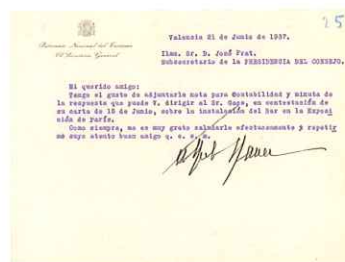 25
Patronato Nacional del Turismo
El Secretario General
Valencia 21 de Junio de 1937.
Ilmo. Sr. D. José Prat.
Subsecretario de la PRESIDENCIA DEL CONSEJO.
Mi querido amigo:
Tengo el gusto de adjuntarle nota para Contabilidad y minuta de
la respuesta que puede V. dirigir al Sr. Gaos, en contestación de
su carta de 15 de Junio, sobre la instalación del Bar en la Exposi
ción de París.
Como siempre, me es muy grato saludarle afectuosamente y repetir
me suyo atento buen amigo q. e. s. m.